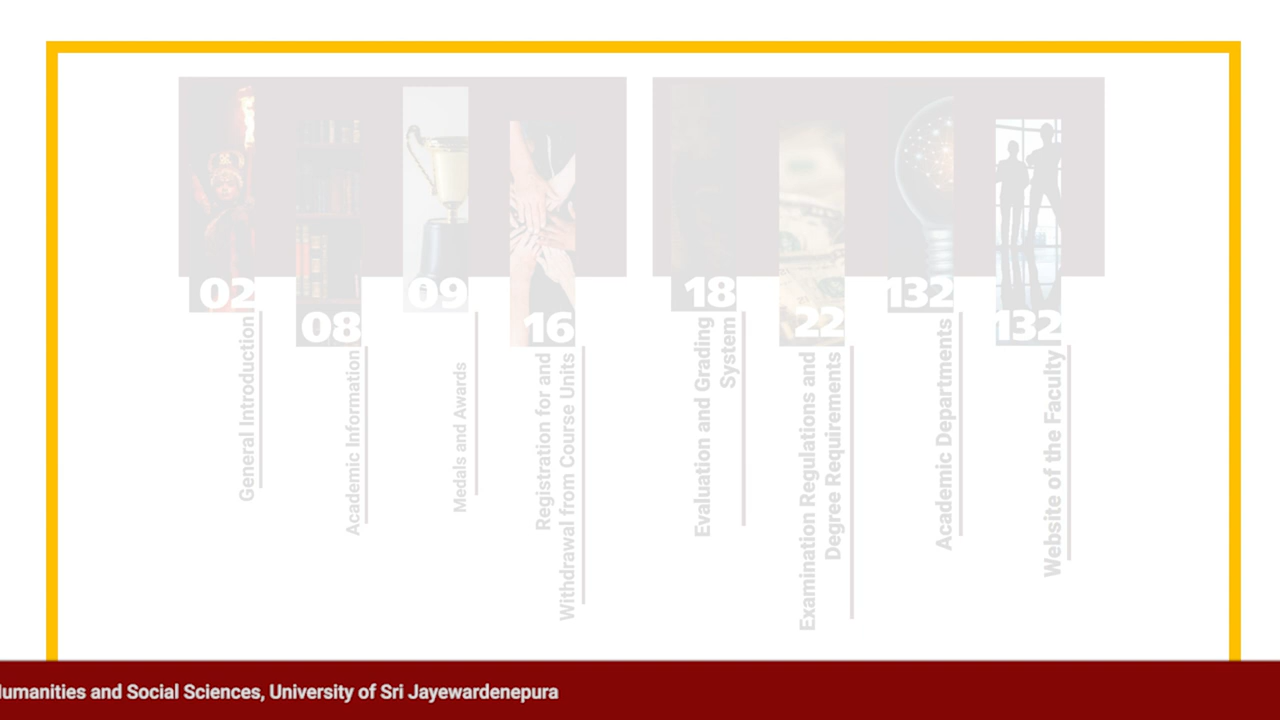 02
General Introduction
08
Academic Information
09
Medals and Awards
16
Registration for and
Withdrawal from Course Units
18
Evaluation and Grading
System
22
Examination Regulations and
Degree Requirements
132
Academic Departments
132
Website of the Faculty
Humanities and Social Sciences, University of Sri Jayewardenepura